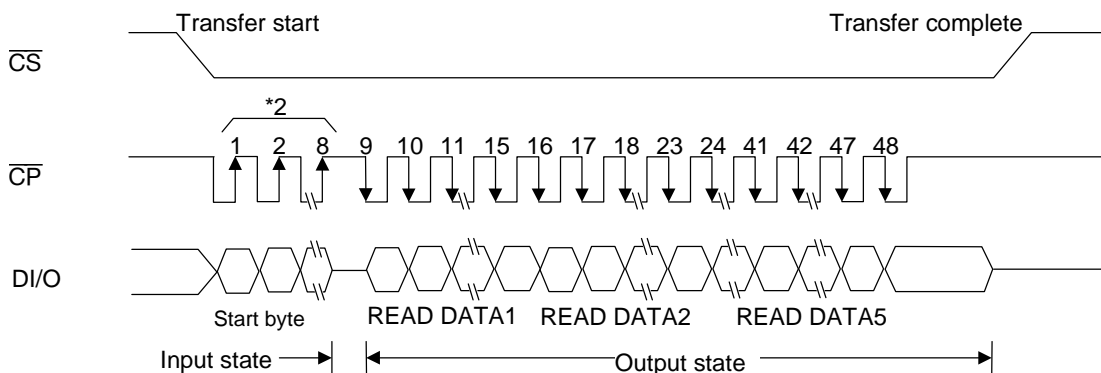 Transfer start Transfer complete
CS
*2
1 2 8 9 10 11 15 16 17 18 23 24 41 42 47 48
CP
DI/O
Start byte READ DATA1 READ DATA2 READ DATA5
Input state Output state